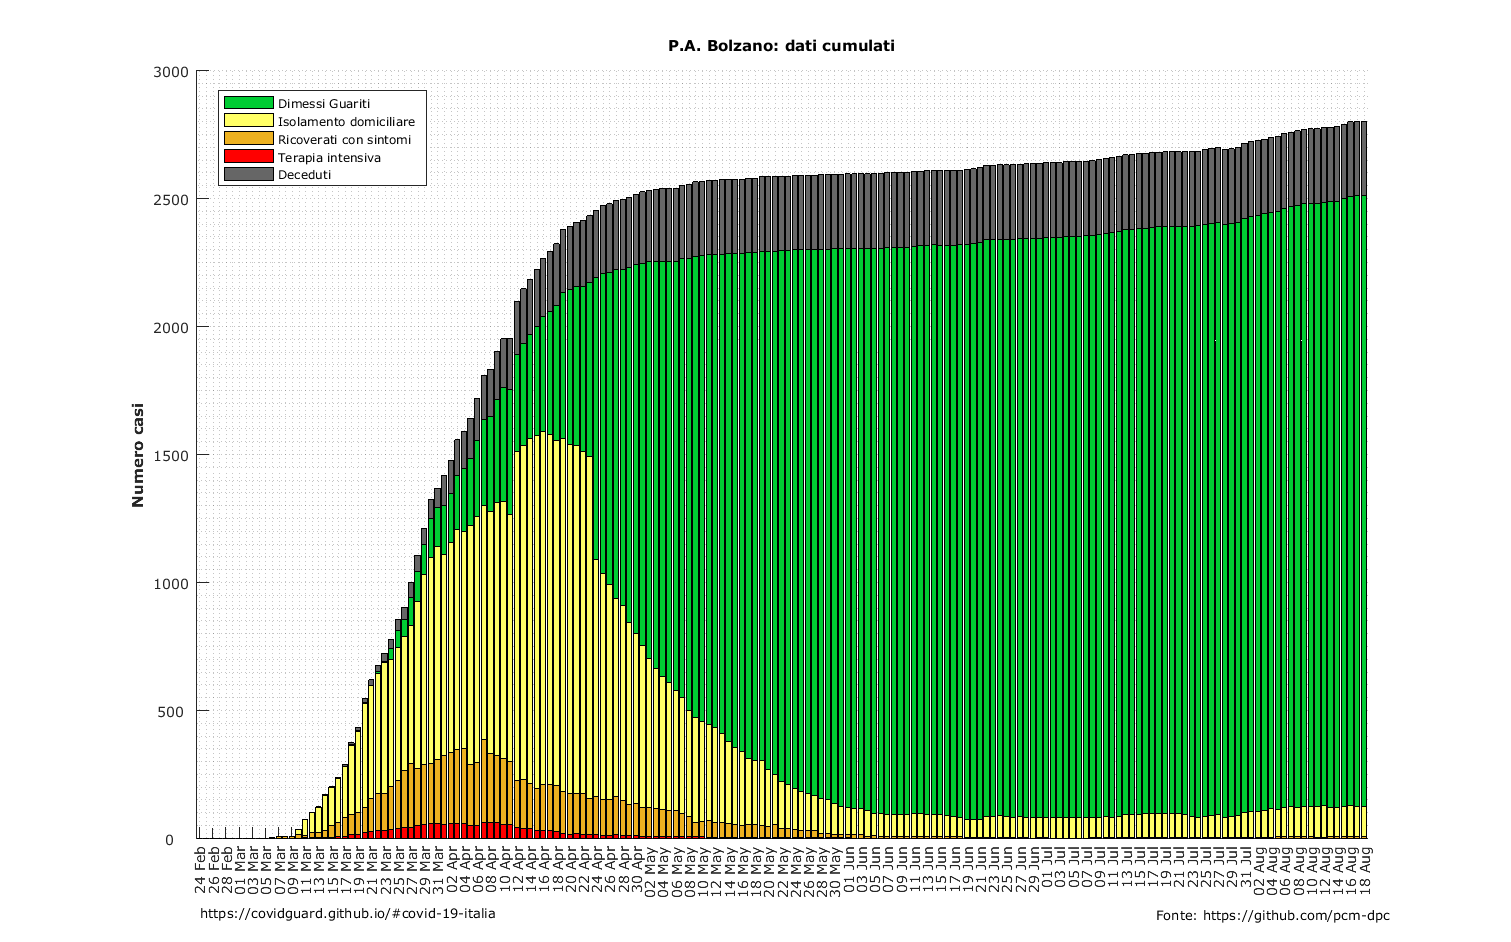 P.A. Bolzano: dati cumulati
3000
Dimessi Guariti
Isolamento domiciliare
Ricoverati con sintomi
Terapia intensiva
Deceduti
2500
2000
1500
Numero casi
1000
500
0
24 Feb
26 Feb
28 Feb
01 Mar
03 Mar
05 Mar
07 Mar
09 Mar
11 Mar
13 Mar
15 Mar
17 Mar
19 Mar
21 Mar
23 Mar
25 Mar
27 Mar
29 Mar
31 Mar
02 Apr
04 Apr
06 Apr
08 Apr
10 Apr
12 Apr
14 Apr
16 Apr
18 Apr
20 Apr
22 Apr
24 Apr
26 Apr
28 Apr
30 Apr
02 May
04 May
06 May
08 May
10 May
12 May
14 May
16 May
18 May
20 May
22 May
24 May
26 May
28 May
30 May
01 Jun
03 Jun
05 Jun
07 Jun
09 Jun
11 Jun
13 Jun
15 Jun
17 Jun
19 Jun
21 Jun
23 Jun
25 Jun
27 Jun
29 Jun
01 Jul
03 Jul
05 Jul
07 Jul
09 Jul
11 Jul
13 Jul
15 Jul
17 Jul
19 Jul
21 Jul
23 Jul
25 Jul
27 Jul
29 Jul
31 Jul
02 Aug
04 Aug
06 Aug
08 Aug
10 Aug
12 Aug
14 Aug
16 Aug
18 Aug
https://covidguard.github.io/#covid-19-italia
Fonte: https://github.com/pcm-dpc